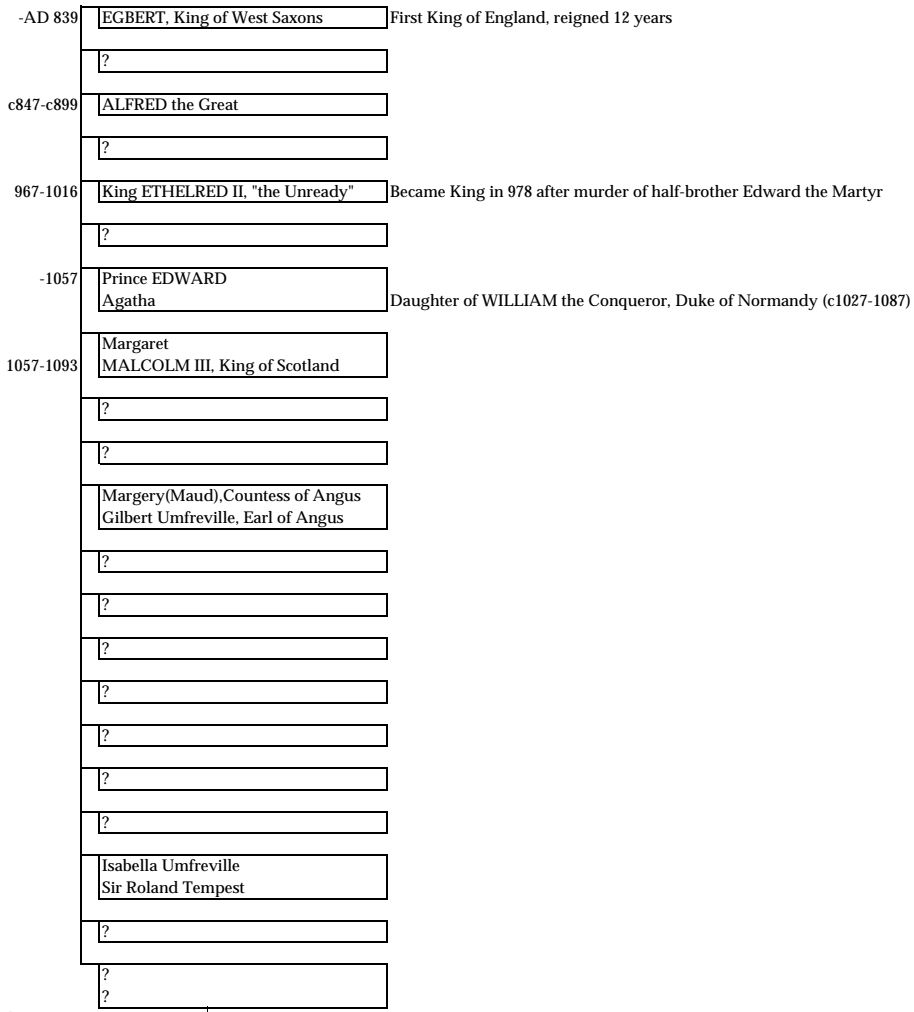 -AD 839 EGBERT, King of West Saxons First King of England, reigned 12 years
?
c847-c899 ALFRED the Great
?
967-1016 King ETHELRED II, "the Unready" Became King in 978 after murder of half-brother Edward the Martyr
?
-1057 Prince EDWARD
Agatha Daughter of WILLIAM the Conqueror, Duke of Normandy (c1027-1087)
Margaret
1057-1093 MALCOLM III, King of Scotland
?
?
Margery(Maud),Countess of Angus
Gilbert Umfreville, Earl of Angus
?
?
?
?
?
?
?
Isabella Umfreville
Sir Roland Tempest
?
?
?